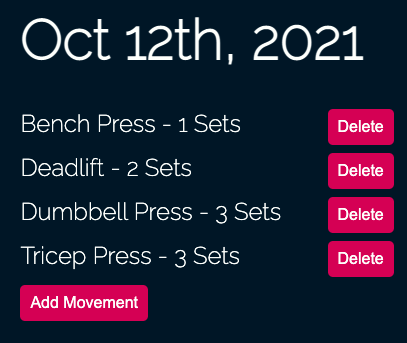 Oct 12th, 2021
Bench Press - 1 Sets Delete
Deadlift - 2 Sets Delete
Dumbbell Press - 3 Sets Delete
Tricep Press - 3 Sets Delete
Add Movement